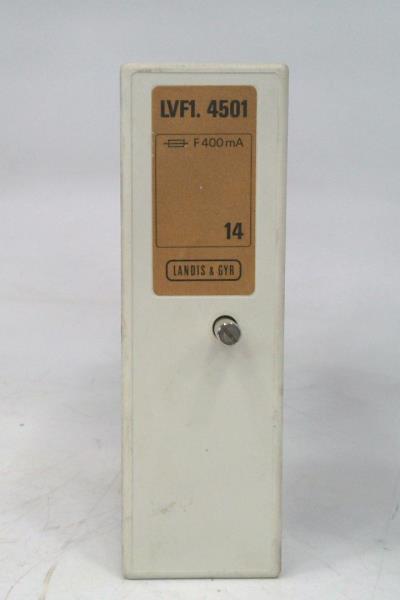 LVF1. 4501
F 400 mA
14
LANDIS & GYR